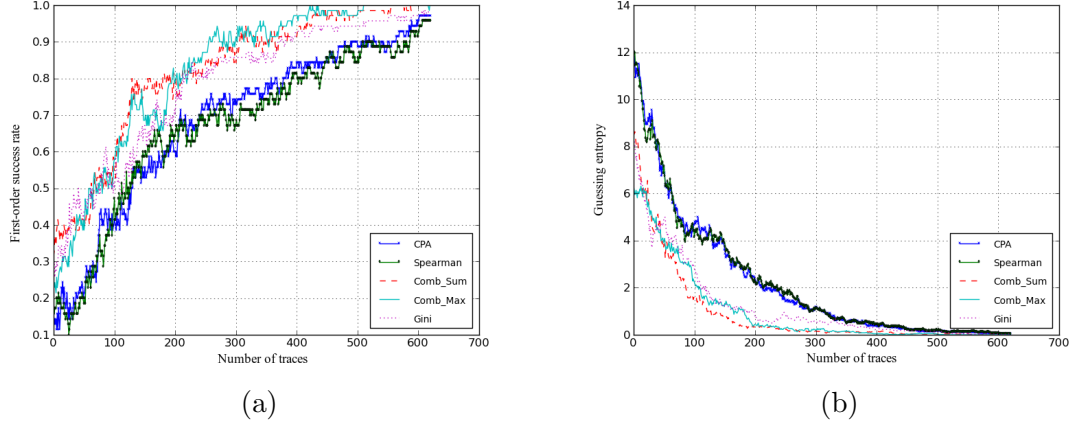 1.0
0.9
0.8
0.7
0.6
0.5
0.4
0.3
0.2
0.1
First-order success rate
CPA
Spearman
Comb_Sum
Comb_Max
Gini
0 100 200 300 400 500 600 700
Number of traces
(a)
14
12
10
8
6
4
2
0
Guessing entropy
CPA
Spearman
Comb_Sum
Comb_Max
Gini
0 100 200 300 400 500 600 700
Number of traces
(b)